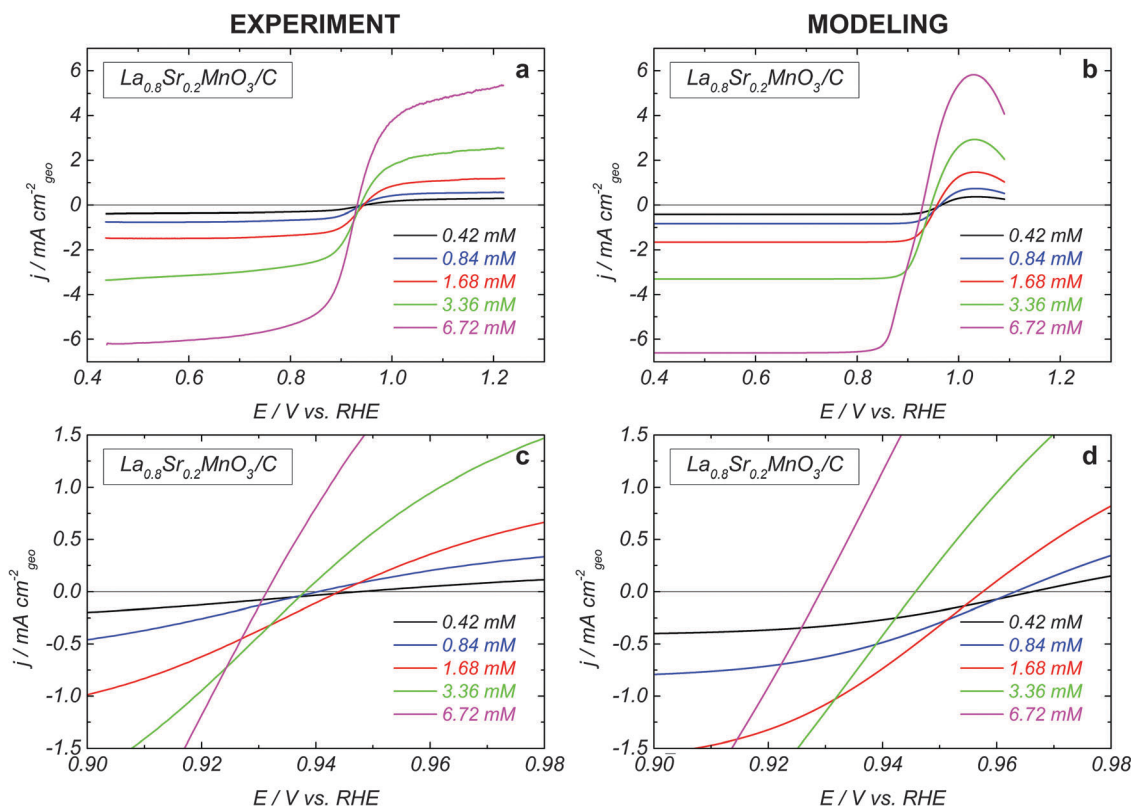 EXPERIMENT
MODELING
La0.8Sr0.2MnO3/C
a
6
4
2
0
-2
-4
-6
j / mA cm-2geo
0.42 mM
0.84 mM
1.68 mM
3.36 mM
6.72 mM
0.4 0.6 0.8 1.0 1.2
E / V vs. RHE
La0.8Sr0.2MnO3/C
b
6
4
2
0
-2
-4
-6
j / mA cm-2geo
0.42 mM
0.84 mM
1.68 mM
3.36 mM
6.72 mM
0.4 0.6 0.8 1.0 1.2
E / V vs. RHE
La0.8Sr0.2MnO3/C
c
1.5
1.0
0.5
0.0
-0.5
-1.0
-1.5
j / mA cm-2geo
0.42 mM
0.84 mM
1.68 mM
3.36 mM
6.72 mM
0.90 0.92 0.94 0.96 0.98
E / V vs. RHE
La0.8Sr0.2MnO3/C
d
1.5
1.0
0.5
0.0
-0.5
-1.0
-1.5
j / mA cm-2geo
0.42 mM
0.84 mM
1.68 mM
3.36 mM
6.72 mM
0.90 0.92 0.94 0.96 0.98
E / V vs. RHE